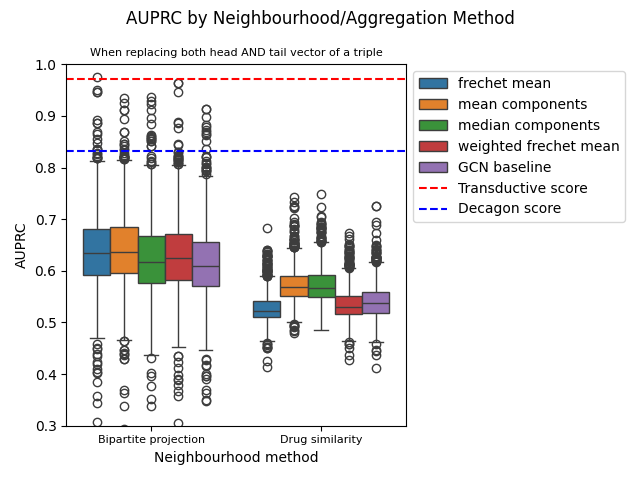 AUPRC by Neighbourhood/Aggregation Method
When replacing both head AND tail vector of a triple
1.0
0.9
0.8
0.7
0.6
0.5
0.4
0.3
AUPRC
Bipartite projection
Drug similarity
Neighbourhood method
frechet mean
mean components
median components
weighted frechet mean
GCN baseline
Transductive score
Decagon score